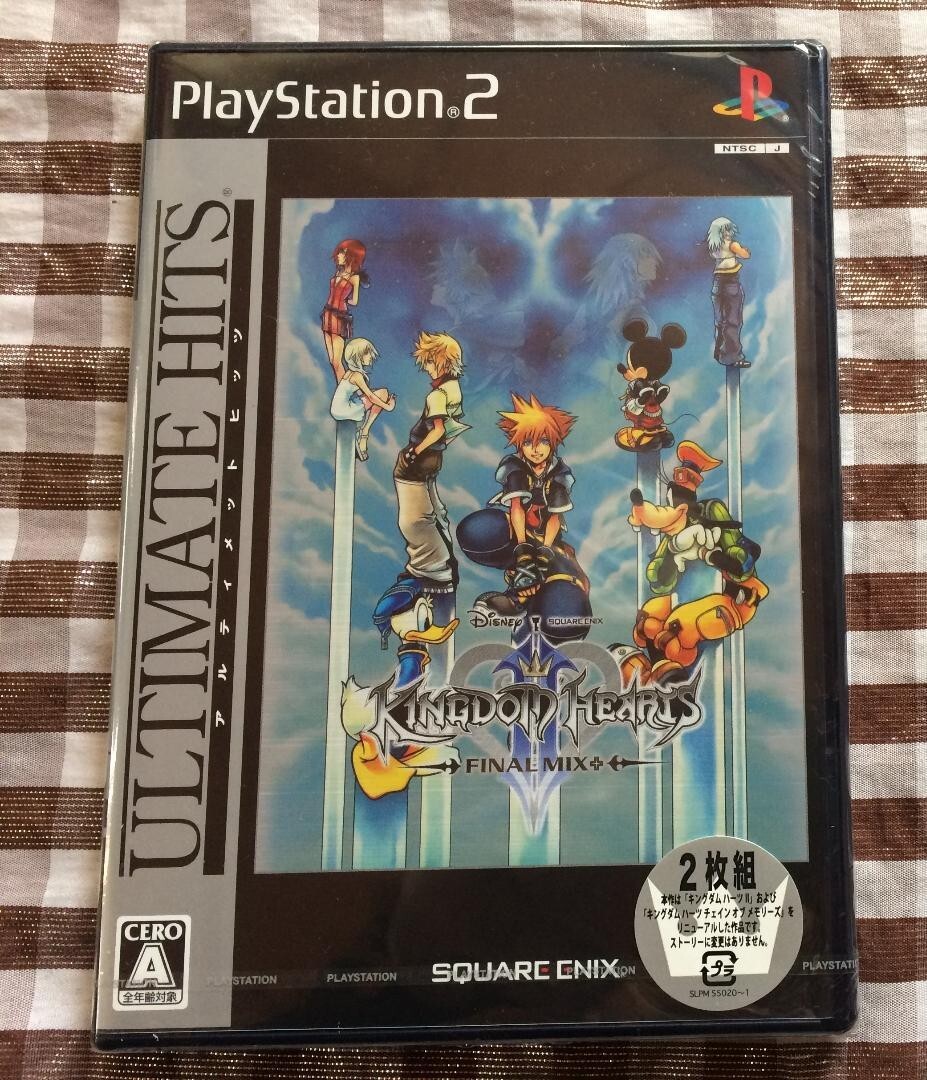 PlayStation®2
NTSC J
ULTIMATE HITS®
アルティメットヒッツ
Disney SQUARE ENIX
KINGDOM HEARTS
II
FINAL MIX+
2枚組
本作は「キングダム ハーツ II」および
「キングダム ハーツ チェイン オブ メモリーズ」を
リニューアルした作品です。
ストーリーに変更はありません。
プラ
SLPM 55020~1
CERO
A
全年齢対象
SQUARE ENIX
PLAYSTATION
PLAYSTATION